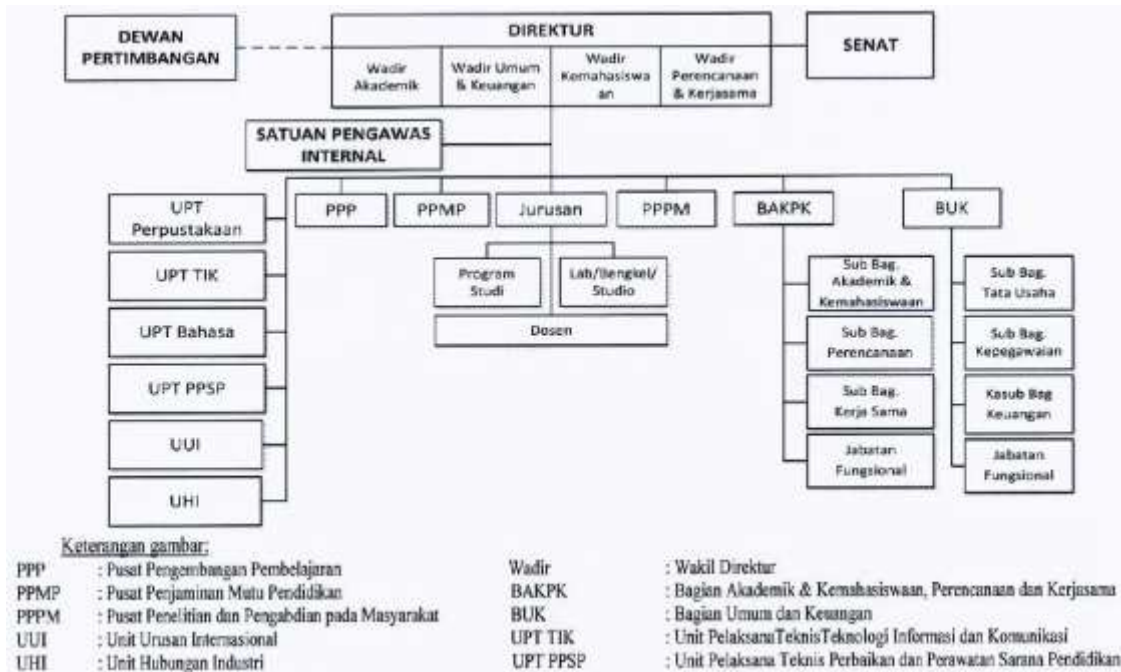 DEWAN
PERTIMBANGAN
DIREKTUR
Wadir
Akademik
Wadir Umum
& Keuangan
Wadir
Kemahasiswa
an
Wadir
Perencanaan
& Kerjasama
SENAT
SATUAN PENGAWAS
INTERNAL
UPT
Perpustakaan
UPT TIK
UPT Bahasa
UPT PPSP
UUI
UHI
PPP
PPMP
Jurusan
PPPM
BAKPK
BUK
Program
Studi
Lab/Bengkel/
Studio
Dosen
Sub Bag.
Akademik &
Kemahasiswaan
Sub Bag.
Perencanaan
Sub Bag.
Kerja Sama
Jabatan
Fungsional
Sub Bag.
Tata Usaha
Sub Bag.
Kepegawaian
Kasub Bag
Keuangan
Jabatan
Fungsional
Keterangan gambar:
PPP : Pusat Pengembangan Pembelajaran
PPMP : Pusat Penjaminan Mutu Pendidikan
PPPM : Pusat Penelitian dan Pengabdian pada Masyarakat
UUI : Unit Urusan Internasional
UHI : Unit Hubungan Industri
Wadir : Wakil Direktur
BAKPK : Bagian Akademik & Kemahasiswaan, Perencanaan dan Kerjasama
BUK : Bagian Umum dan Keuangan
UPT TIK : Unit PelaksanaTeknisTeknologi Informasi dan Komunikasi
UPT PPSP : Unit Pelaksana Teknis Perbaikan dan Perawatan Sarana Pendidikan